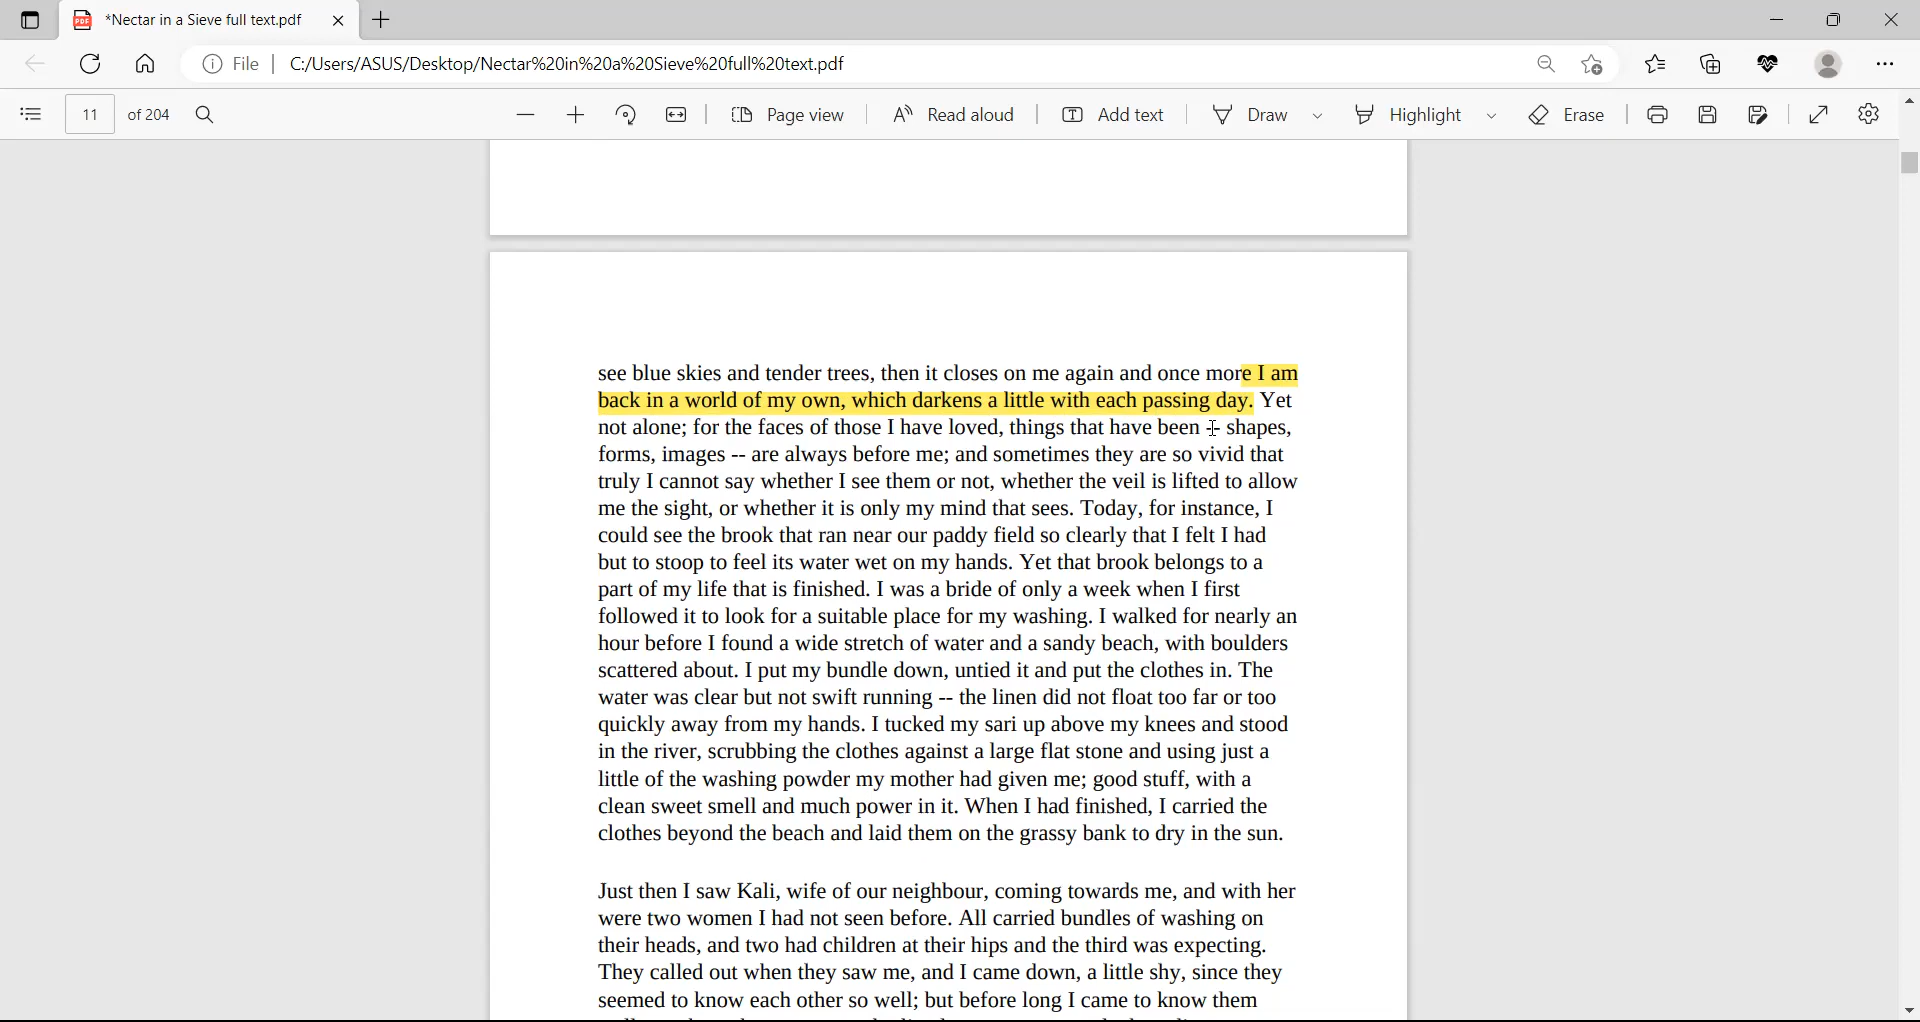 *Nectar in a Sieve full text.pdf
File C:/Users/ASUS/Desktop/Nectar%20in%20a%20Sieve%20full%20text.pdf
11 of 204 Page view Read aloud Add text Draw Highlight Erase
see blue skies and tender trees, then it closes on me again and once more I am
back in a world of my own, which darkens a little with each passing day. Yet
not alone; for the faces of those I have loved, things that have been -- shapes,
forms, images -- are always before me; and sometimes they are so vivid that
truly I cannot say whether I see them or not, whether the veil is lifted to allow
me the sight, or whether it is only my mind that sees. Today, for instance, I
could see the brook that ran near our paddy field so clearly that I felt I had
but to stoop to feel its water wet on my hands. Yet that brook belongs to a
part of my life that is finished. I was a bride of only a week when I first
followed it to look for a suitable place for my washing. I walked for nearly an
hour before I found a wide stretch of water and a sandy beach, with boulders
scattered about. I put my bundle down, untied it and put the clothes in. The
water was clear but not swift running -- the linen did not float too far or too
quickly away from my hands. I tucked my sari up above my knees and stood
in the river, scrubbing the clothes against a large flat stone and using just a
little of the washing powder my mother had given me; good stuff, with a
clean sweet smell and much power in it. When I had finished, I carried the
clothes beyond the beach and laid them on the grassy bank to dry in the sun.
Just then I saw Kali, wife of our neighbour, coming towards me, and with her
were two women I had not seen before. All carried bundles of washing on
their heads, and two had children at their hips and the third was expecting.
They called out when they saw me, and I came down, a little shy, since they
seemed to know each other so well; but before long I came to know them